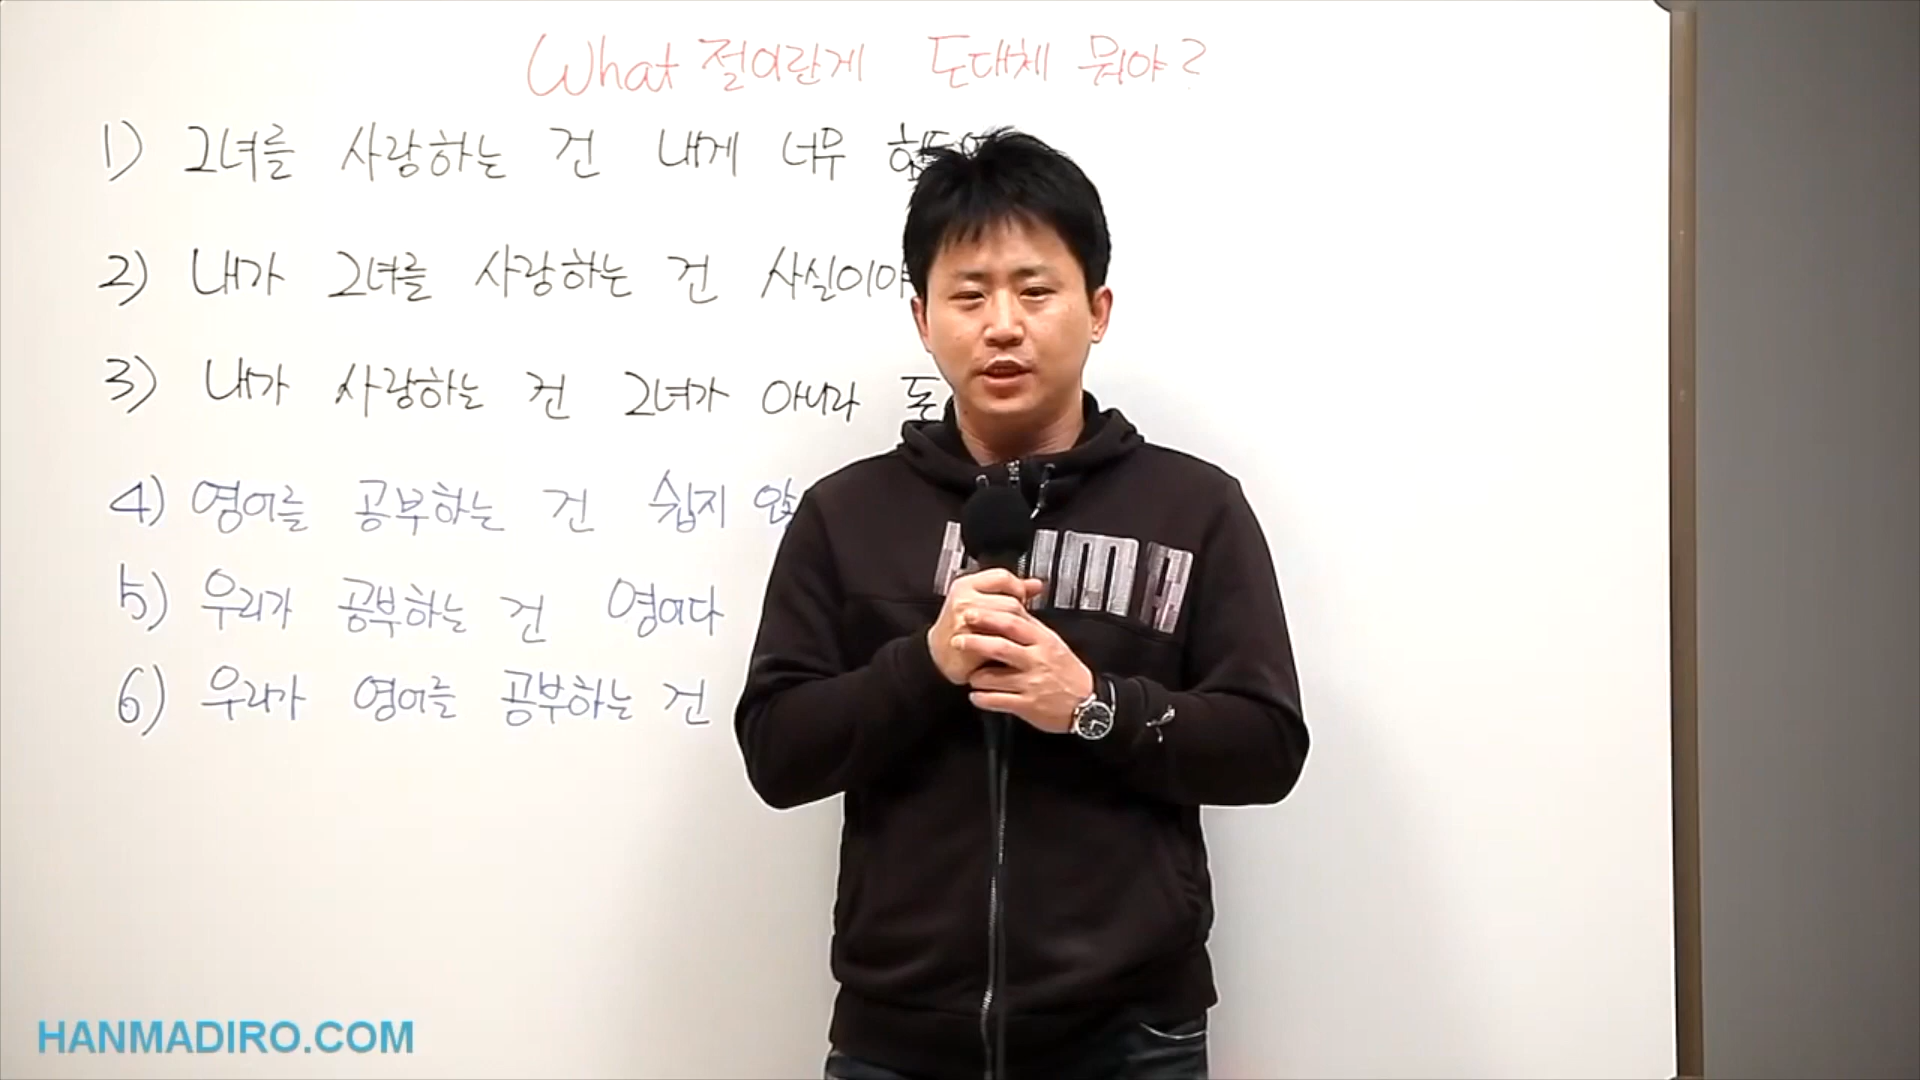 What 절이란게 도대체 뭐야?
1) 그녀를 사랑하는 건 내게 너무
2) 내가 그녀를 사랑하는 건 사실이야
3) 내가 사랑하는 건 그녀가 아니라 돈
4) 영어를 공부하는 건 쉽지
5) 우리가 공부하는 건 영어다
6) 우리가 영어를 공부하는 건
HANMADIRO.COM